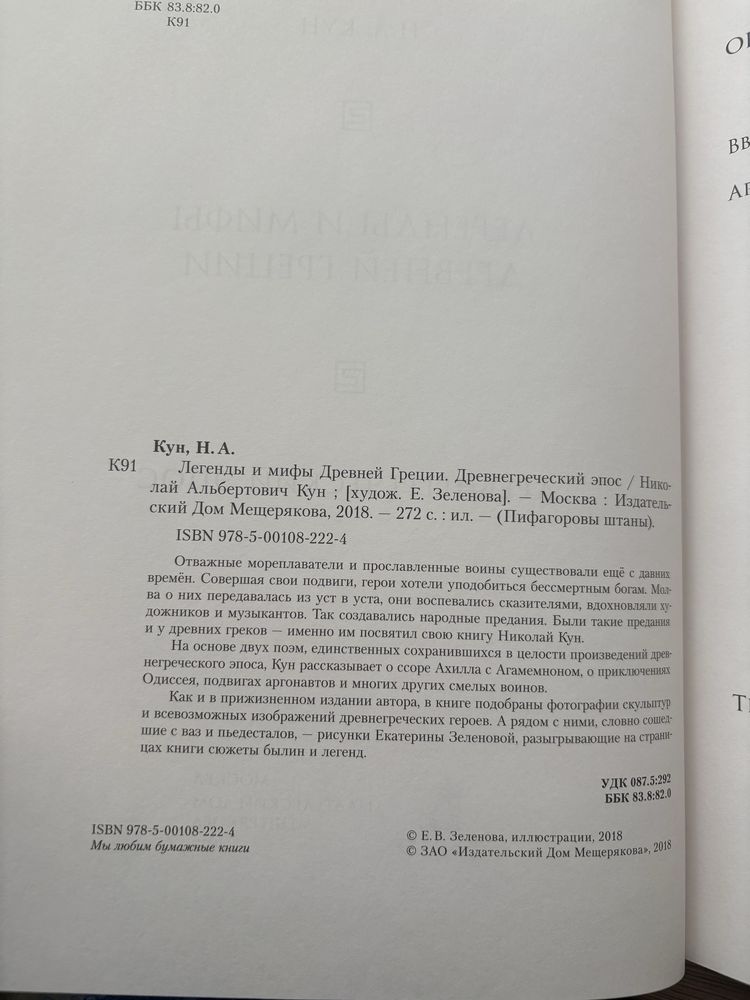 ББК 83.8:82.0
К91
Кун, Н. А.
К91 Легенды и мифы Древней Греции. Древнегреческий эпос / Нико-
лай Альбертович Кун ; [худож. Е. Зеленова]. — Москва : Издатель-
ский Дом Мещерякова, 2018. — 272 с. : ил. — (Пифагоровы штаны).
ISBN 978-5-00108-222-4
Отважные мореплаватели и прославленные воины существовали ещё с давних
времён. Совершая свои подвиги, герои хотели уподобиться бессмертным богам. Мол-
ва о них передавалась из уст в уста, они воспевались сказителями, вдохновляли ху-
дожников и музыкантов. Так создавались народные предания. Были такие предания
и у древних греков — именно им посвятил свою книгу Николай Кун.
На основе двух поэм, единственных сохранившихся в целости произведений древ-
негреческого эпоса, Кун рассказывает о ссоре Ахилла с Агамемноном, о приключениях
Одиссея, подвигах аргонавтов и многих других смелых воинов.
Как и в прижизненном издании автора, в книге подобраны фотографии скульптур
и всевозможных изображений древнегреческих героев. А рядом с ними, словно сошед-
шие с ваз и пьедесталов, — рисунки Екатерины Зеленовой, разыгрывающие на страни-
цах книги сюжеты былин и легенд.
УДК 087.5:292
ББК 83.8:82.0
ISBN 978-5-00108-222-4
Мы любим бумажные книги
© Е. В. Зеленова, иллюстрации, 2018
© ЗАО «Издательский Дом Мещерякова», 2018